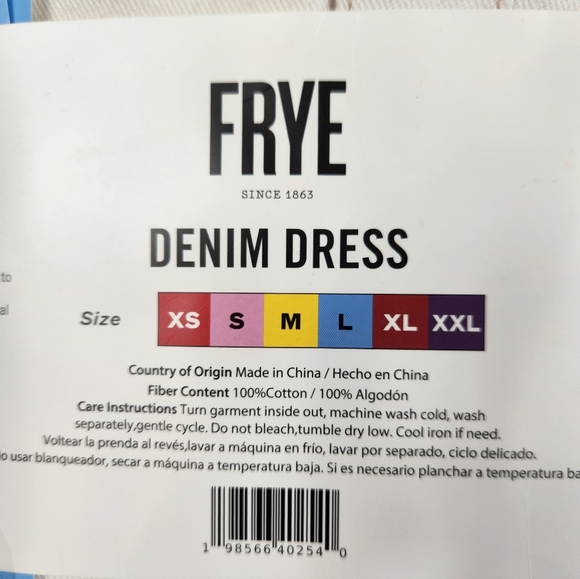 FRYE
SINCE 1863
DENIM DRESS
to
al
Size XS S M L XL XXL
Country of Origin Made in China / Hecho en China
Fiber Content 100%Cotton / 100% Algodón
Care Instructions Turn garment inside out, machine wash cold, wash
separately,gentle cycle. Do not bleach,tumble dry low. Cool iron if need.
Voltear la prenda al revés,lavar a máquina en frío, lavar por separado, ciclo delicado.
lo usar blanqueador, secar a máquina a temperatura baja. Si es necesario planchar a temperatura ba
1 98566 40254 0